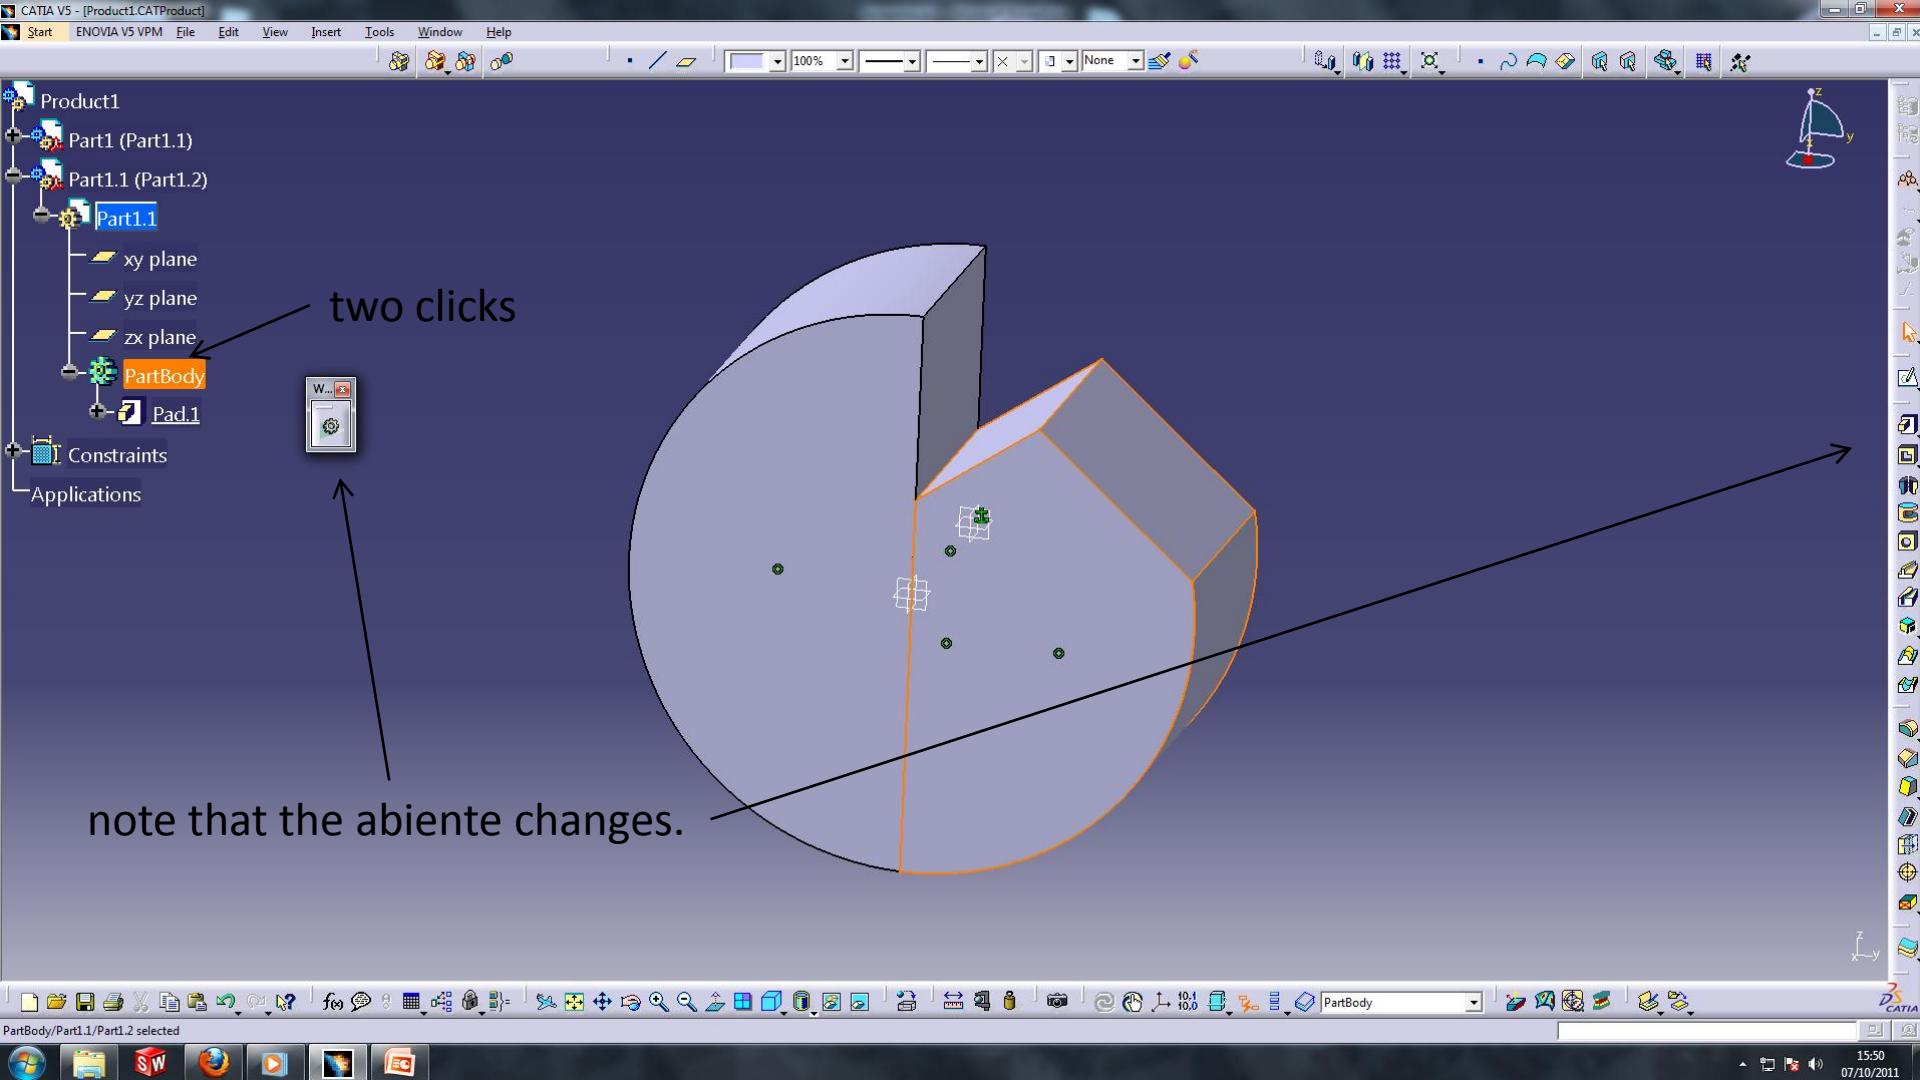 CATIA V5 - [Product1.CATProduct]
Start ENOVIA V5 VPM File Edit View Insert Tools Window Help
100% None
Product1
Part1 (Part1.1)
Part1.1 (Part1.2)
Part1.1
xy plane
yz plane
zx plane
PartBody
Pad.1
Constraints
Applications
two clicks
W...
note that the abiente changes.
z
y
x
z
y
x
PartBody
CATIA
PartBody/Part1.1/Part1.2 selected
15:50
07/10/2011